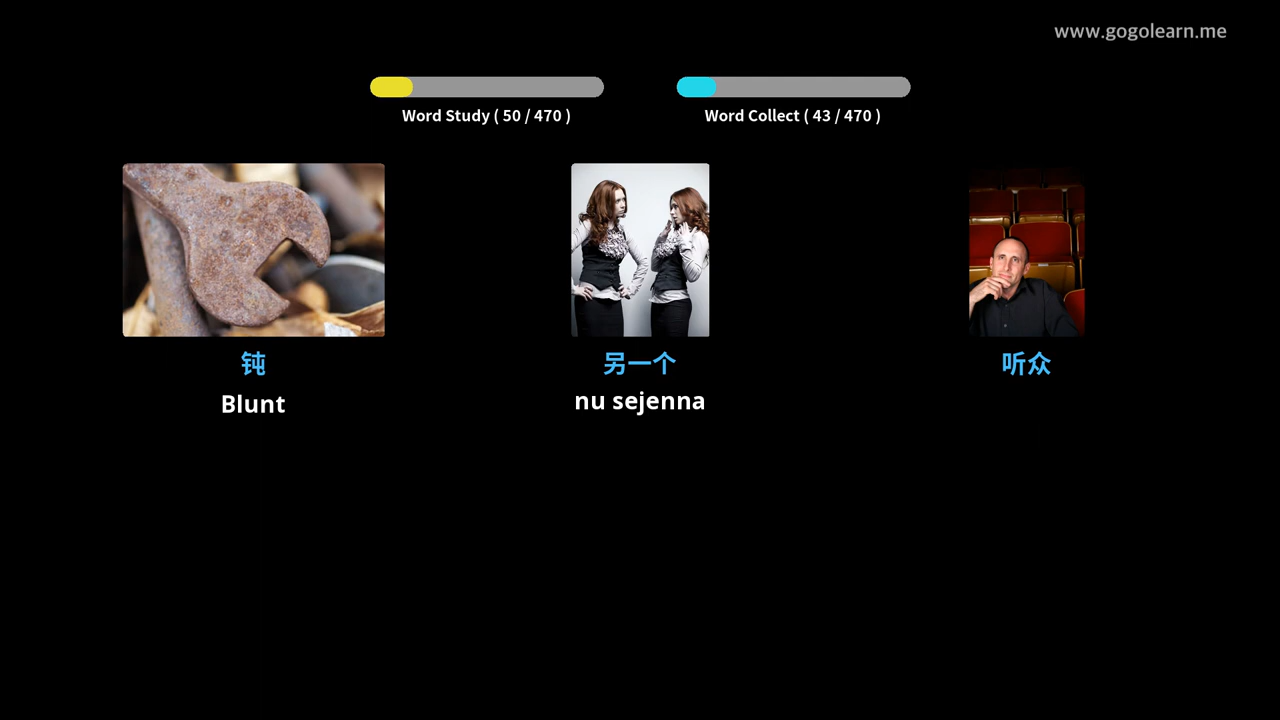 www.gogolearn.me
Word Study ( 50 / 470 )
Word Collect ( 43 / 470 )
钝
Blunt
另一个
nu sejenna
听众